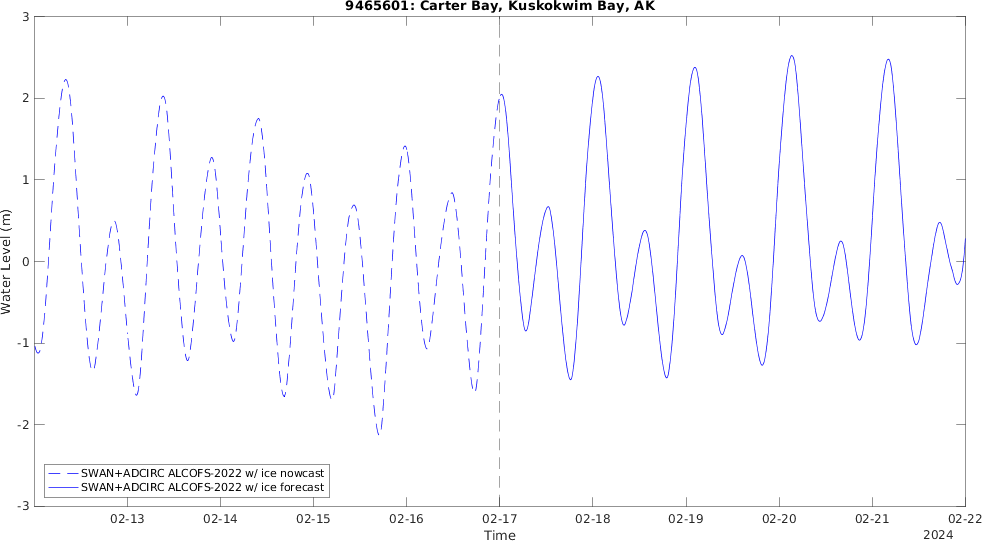 9465601: Carter Bay, Kuskokwim Bay, AK
3
2
1
0
-1
-2
-3
Water Level (m)
SWAN+ADCIRC ALCOFS-2022 w/ ice nowcast
SWAN+ADCIRC ALCOFS-2022 w/ ice forecast
02-13 02-14 02-15 02-16 02-17 02-18 02-19 02-20 02-21 02-22
Time 2024